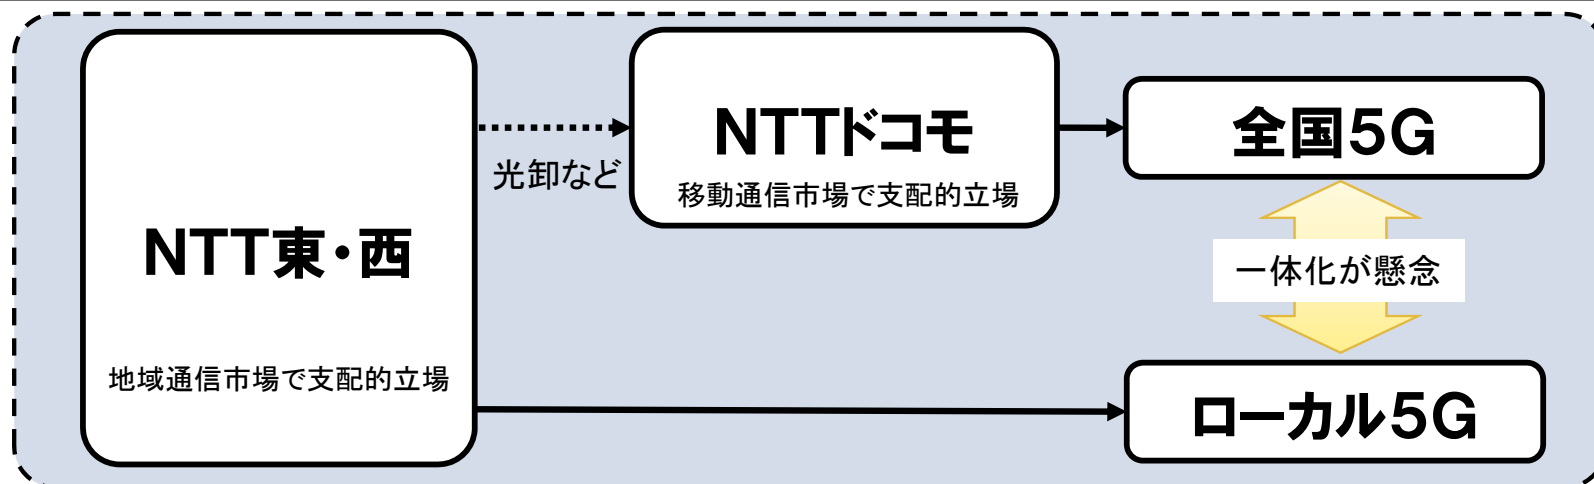 NTT東・西
地域通信市場で支配的立場
光卸など
NTTドコモ
移動通信市場で支配的立場
全国5G
一体化が懸念
ローカル5G